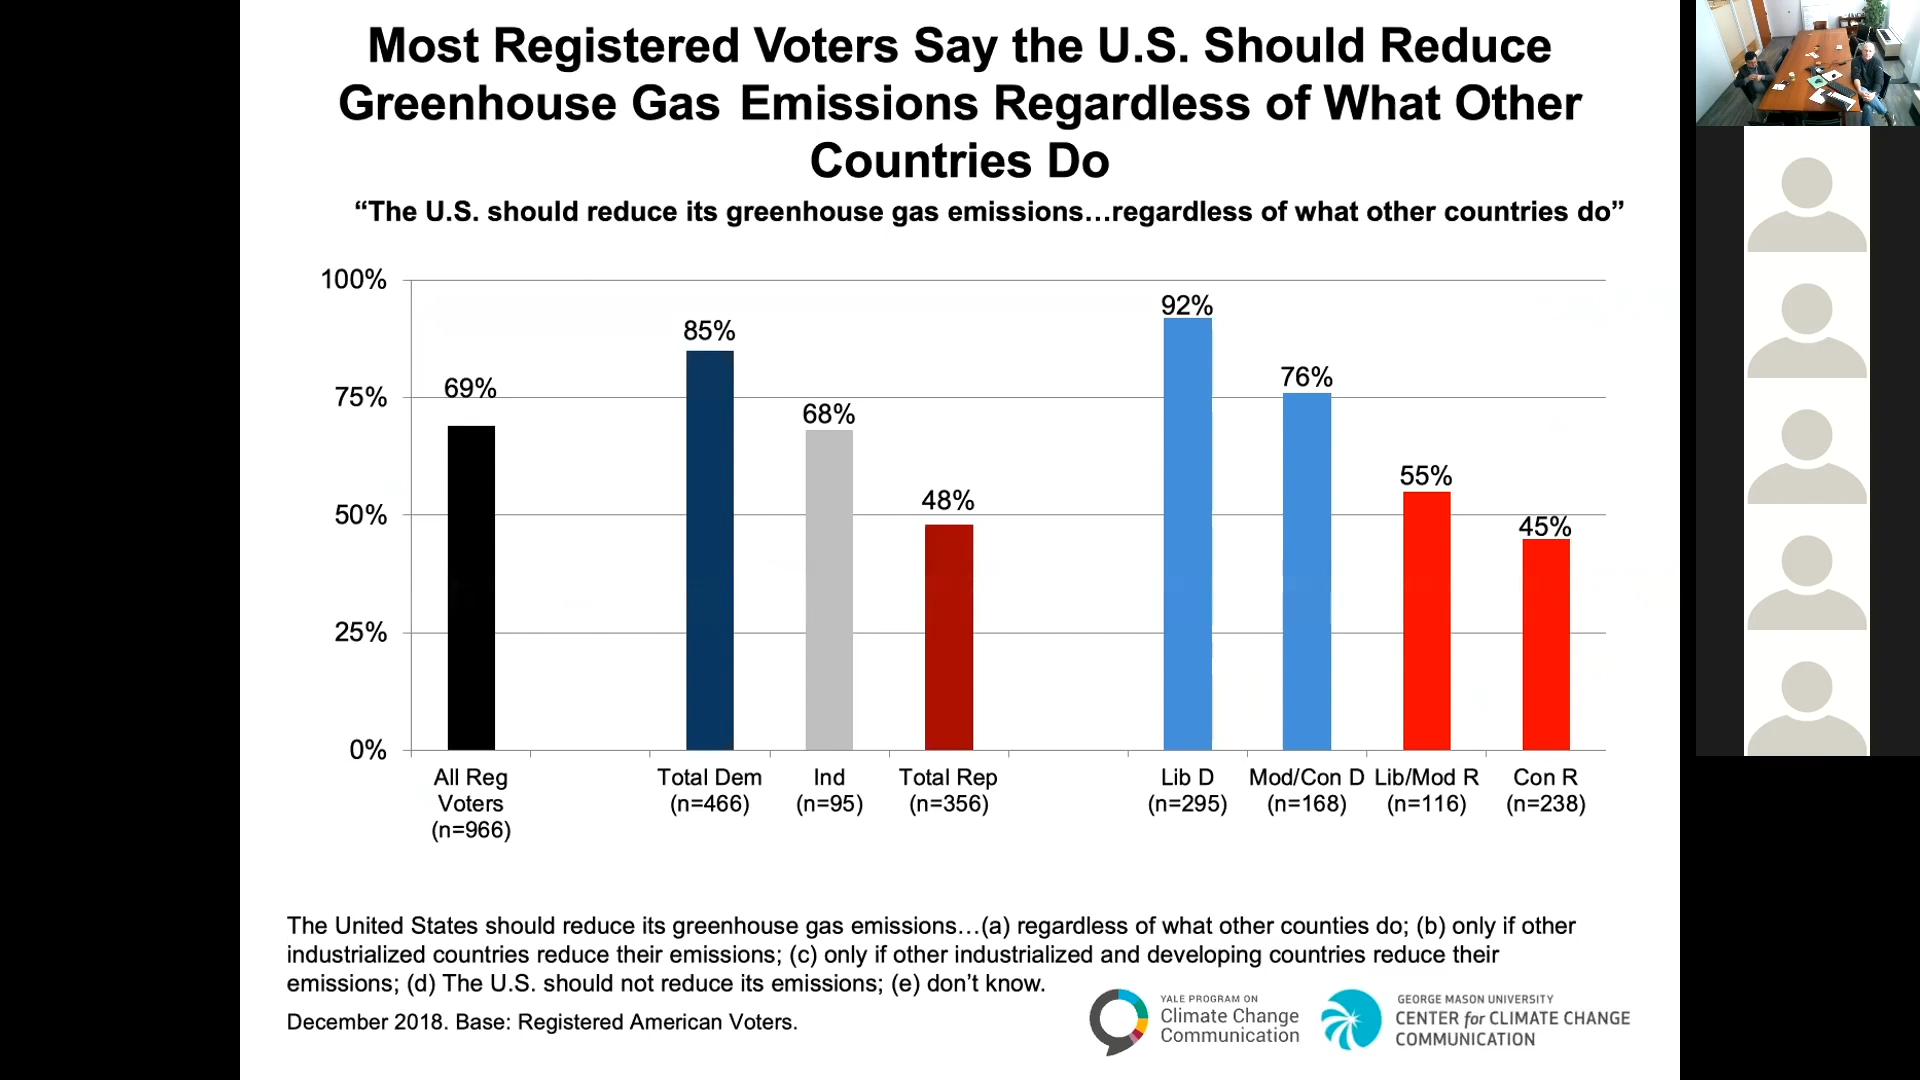 Most Registered Voters Say the U.S. Should Reduce
Greenhouse Gas Emissions Regardless of What Other
Countries Do
“The U.S. should reduce its greenhouse gas emissions…regardless of what other countries do”
100%
75%
50%
25%
0%
69%
85%
68%
48%
92%
76%
55%
45%
All Reg
Voters
(n=966)
Total Dem
(n=466)
Ind
(n=95)
Total Rep
(n=356)
Lib D
(n=295)
Mod/Con D
(n=168)
Lib/Mod R
(n=116)
Con R
(n=238)
The United States should reduce its greenhouse gas emissions…(a) regardless of what other counties do; (b) only if other
industrialized countries reduce their emissions; (c) only if other industrialized and developing countries reduce their
emissions; (d) The U.S. should not reduce its emissions; (e) don’t know.
December 2018. Base: Registered American Voters.
YALE PROGRAM ON
Climate Change
Communication
GEORGE MASON UNIVERSITY
CENTER for CLIMATE CHANGE
COMMUNICATION